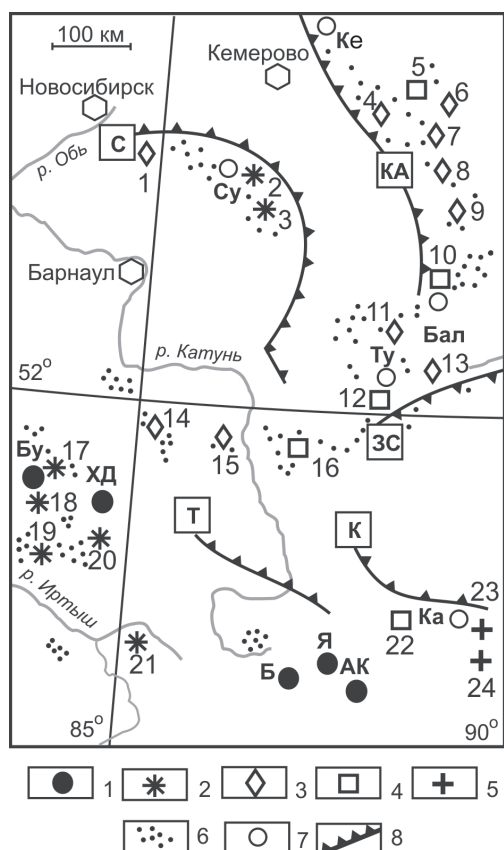 100 км
Ке
Кемерово
5
6
4
Новосибирск
7
С
р. Обь
1
КА
8
2
Су
3
9
10
Барнаул
11
Бал
р. Катунь
Ту
13
52°
12
14
ЗС
Бу
17
15
16
ХД
18
Т
К
19
20
р. Иртыш
23
Ка
22
Я
21
Б
АК
24
85°
90°
1
2
3
4
5
6
7
8